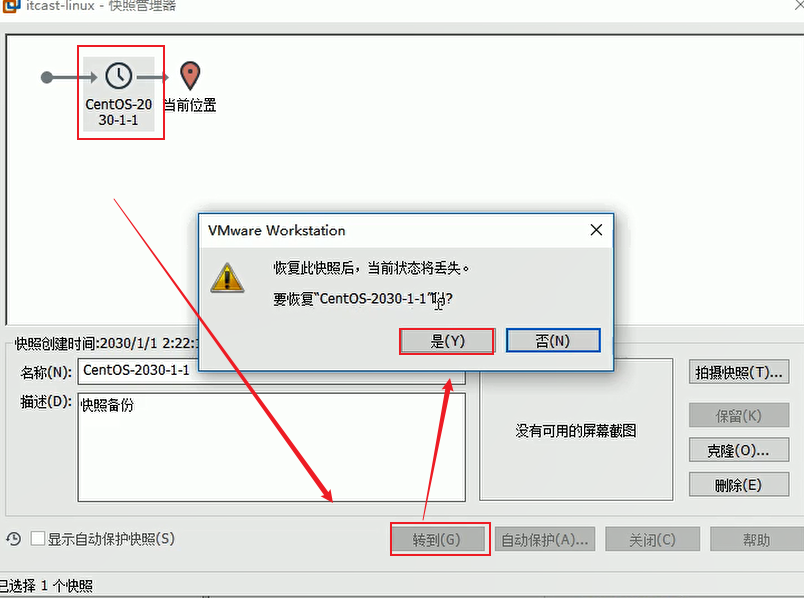 itcast-linux - 快照管理器
CentOS-20
30-1-1
当前位置
VMware Workstation
恢复此快照后，当前状态将丢失。
要恢复“CentOS-2030-1-1”吗?
是(Y)
否(N)
快照创建时间:2030/1/1 2:22:
名称(N):
CentOS-2030-1-1
描述(D):
快照备份
没有可用的屏幕截图
拍摄快照(T)...
保留(K)
克隆(O)...
删除(E)
显示自动保护快照(S)
转到(G)
自动保护(A)...
关闭(C)
帮助
已选择 1 个快照